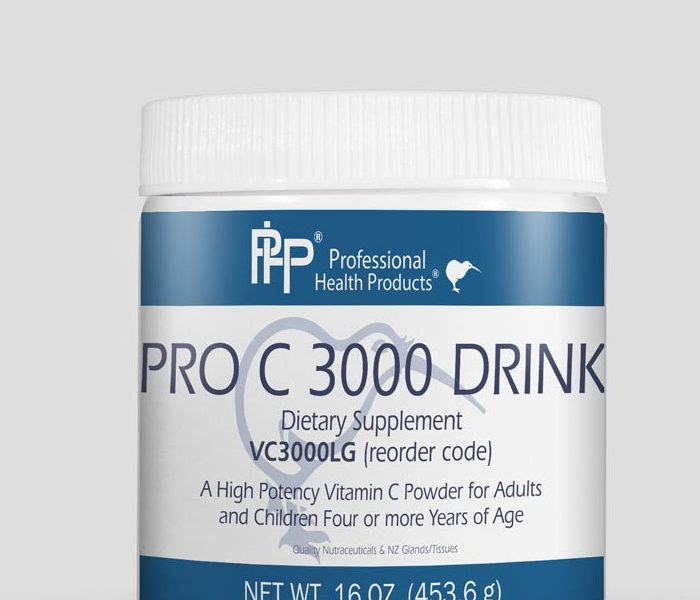 PHP®
Professional
Health Products®
PRO C 3000 DRINK
Dietary Supplement
VC3000LG (reorder code)
A High Potency Vitamin C Powder for Adults
and Children Four or more Years of Age
Quality Nutraceuticals & NZ Glands/Tissues
NET WT. 16 OZ. (453.6 g)